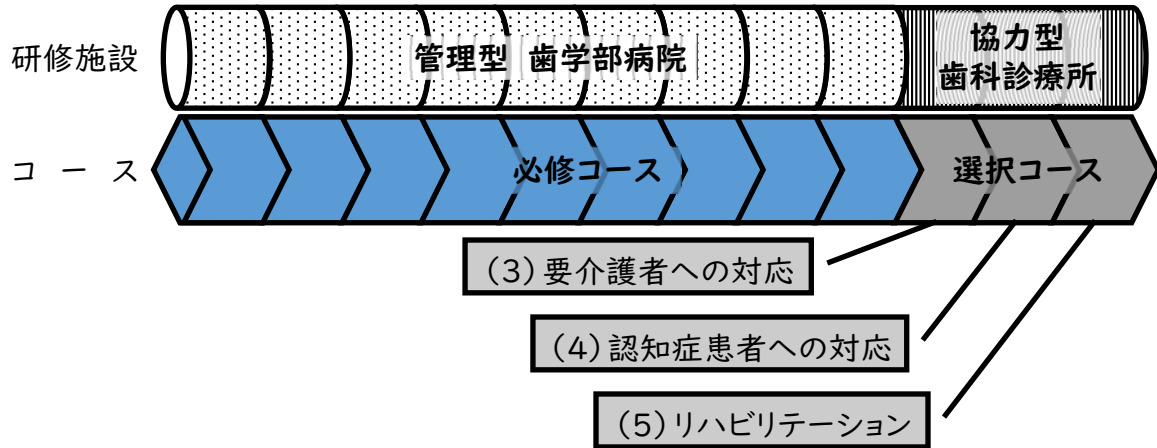 研修施設
管理型 歯学部病院
協力型
歯科診療所
コース
必修コース
選択コース
(3)要介護者への対応
(4)認知症患者への対応
(5)リハビリテーション